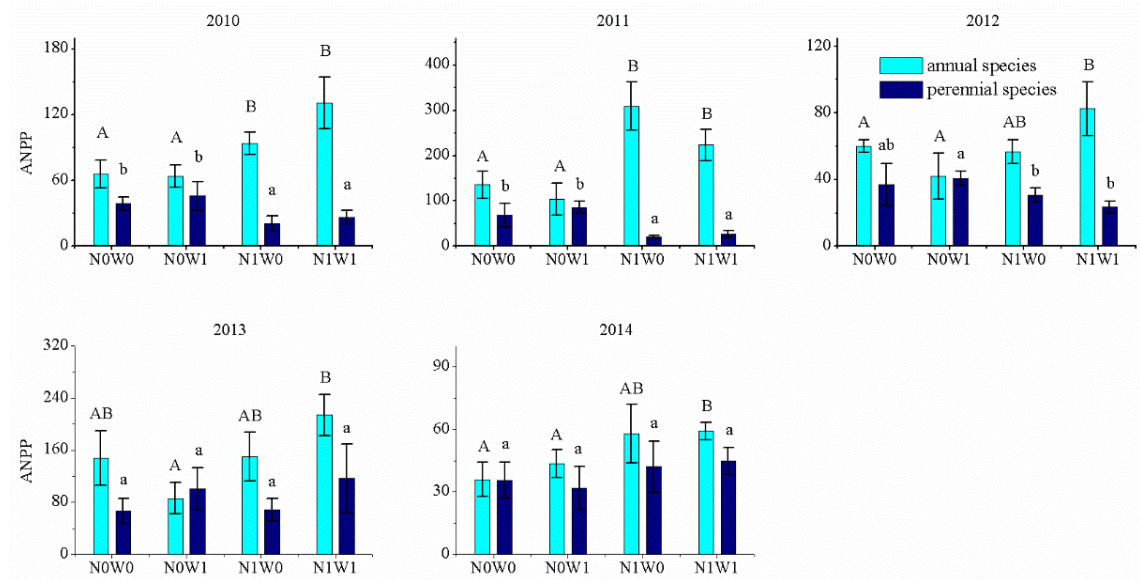 2010
180
120
60
0
ANPP
A
b
A
b
B
a
B
a
N0W0
N0W1
N1W0
N1W1
2011
400
300
200
100
0
A
b
A
b
B
a
B
a
N0W0
N0W1
N1W0
N1W1
2012
120
80
40
0
annual species
perennial species
A
ab
A
a
AB
b
B
b
N0W0
N0W1
N1W0
N1W1
2013
320
240
160
80
0
ANPP
AB
a
A
a
AB
a
B
a
N0W0
N0W1
N1W0
N1W1
2014
90
60
30
0
A
a
A
a
AB
a
B
a
N0W0
N0W1
N1W0
N1W1